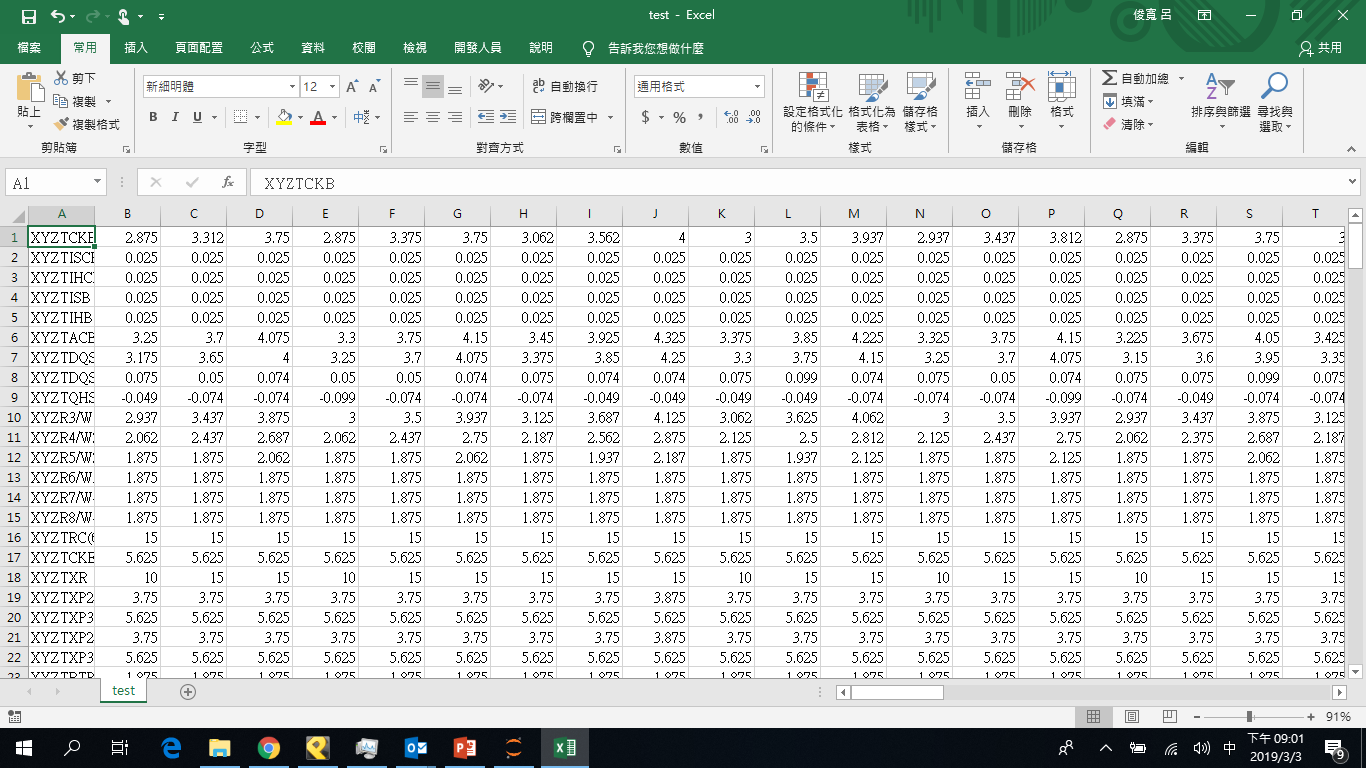 test - Excel
俊寬 呂
檔案 常用 插入 頁面配置 公式 資料 校閱 檢視 開發人員 說明 告訴我您想做什麼 共用
貼上 剪下 複製 複製格式 剪貼簿
新細明體 12 B I U A A A 中 字型
ab 自動換行 跨欄置中 對齊方式
通用格式 $ % , .00 .0 數值
設定格式化的條件 格式化為表格 儲存格樣式 樣式
插入 刪除 格式 儲存格
自動加總 填滿 清除 排序與篩選 尋找與選取 編輯
A1 fx XYZTCKB
A B C D E F G H I J K L M N O P Q R S T
1 XYZTCKB 2.875 3.312 3.75 2.875 3.375 3.75 3.062 3.562 4 3 3.5 3.937 2.937 3.437 3.812 2.875 3.375 3.75 3
2 XYZTISCI 0.025 0.025 0.025 0.025 0.025 0.025 0.025 0.025 0.025 0.025 0.025 0.025 0.025 0.025 0.025 0.025 0.025 0.025 0.025
3 XYZTIHC 0.025 0.025 0.025 0.025 0.025 0.025 0.025 0.025 0.025 0.025 0.025 0.025 0.025 0.025 0.025 0.025 0.025 0.025 0.025
4 XYZTISB 0.025 0.025 0.025 0.025 0.025 0.025 0.025 0.025 0.025 0.025 0.025 0.025 0.025 0.025 0.025 0.025 0.025 0.025 0.025
5 XYZTIHB 0.025 0.025 0.025 0.025 0.025 0.025 0.025 0.025 0.025 0.025 0.025 0.025 0.025 0.025 0.025 0.025 0.025 0.025 0.025
6 XYZTACB 3.25 3.7 4.075 3.3 3.75 4.15 3.45 3.925 4.325 3.375 3.85 4.225 3.325 3.75 4.15 3.225 3.675 4.05 3.425
7 XYZTDQS 3.175 3.65 4 3.25 3.7 4.075 3.375 3.85 4.25 3.3 3.75 4.15 3.25 3.7 4.075 3.15 3.6 3.95 3.35
8 XYZTDQS 0.075 0.05 0.074 0.05 0.05 0.074 0.075 0.074 0.074 0.075 0.099 0.074 0.075 0.05 0.074 0.075 0.075 0.099 0.075
9 XYZTQHS -0.049 -0.074 -0.074 -0.099 -0.074 -0.074 -0.074 -0.049 -0.049 -0.049 -0.049 -0.074 -0.074 -0.074 -0.099 -0.074 -0.049 -0.074 -0.074
10 XYZR3/W 2.937 3.437 3.875 3 3.5 3.937 3.125 3.687 4.125 3.062 3.625 4.062 3 3.5 3.937 2.937 3.437 3.875 3.125
11 XYZR4/W 2.062 2.437 2.687 2.062 2.437 2.75 2.187 2.562 2.875 2.125 2.5 2.812 2.125 2.437 2.75 2.062 2.375 2.687 2.187
12 XYZR5/W 1.875 1.875 2.062 1.875 1.875 2.062 1.875 1.937 2.187 1.875 1.937 2.125 1.875 1.875 2.125 1.875 1.875 2.062 1.875
13 XYZR6/W 1.875 1.875 1.875 1.875 1.875 1.875 1.875 1.875 1.875 1.875 1.875 1.875 1.875 1.875 1.875 1.875 1.875 1.875 1.875
14 XYZR7/W 1.875 1.875 1.875 1.875 1.875 1.875 1.875 1.875 1.875 1.875 1.875 1.875 1.875 1.875 1.875 1.875 1.875 1.875 1.875
15 XYZR8/W 1.875 1.875 1.875 1.875 1.875 1.875 1.875 1.875 1.875 1.875 1.875 1.875 1.875 1.875 1.875 1.875 1.875 1.875 1.875
16 XYZTRC( 15 15 15 15 15 15 15 15 15 15 15 15 15 15 15 15 15 15 15
17 XYZTCKE 5.625 5.625 5.625 5.625 5.625 5.625 5.625 5.625 5.625 5.625 5.625 5.625 5.625 5.625 5.625 5.625 5.625 5.625 5.625
18 XYZTXR 10 15 15 10 15 15 15 15 15 10 15 15 10 15 15 10 15 15 15
19 XYZTXP2 3.75 3.75 3.75 3.75 3.75 3.75 3.75 3.75 3.875 3.75 3.75 3.75 3.75 3.75 3.75 3.75 3.75 3.75 3.75
20 XYZTXP3 5.625 5.625 5.625 5.625 5.625 5.625 5.625 5.625 5.625 5.625 5.625 5.625 5.625 5.625 5.625 5.625 5.625 5.625 5.625
21 XYZTXP2 3.75 3.75 3.75 3.75 3.75 3.75 3.75 3.75 3.875 3.75 3.75 3.75 3.75 3.75 3.75 3.75 3.75 3.75 3.75
22 XYZTXP3 5.625 5.625 5.625 5.625 5.625 5.625 5.625 5.625 5.625 5.625 5.625 5.625 5.625 5.625 5.625 5.625 5.625 5.625 5.625
23 XYZTRTP 1.875 1.875 1.875 1.875 1.875 1.875 1.875 1.875 1.875 1.875 1.875 1.875 1.875 1.875 1.875 1.875 1.875 1.875 1.875
test
91%
中 下午 09:01
2019/3/3
9